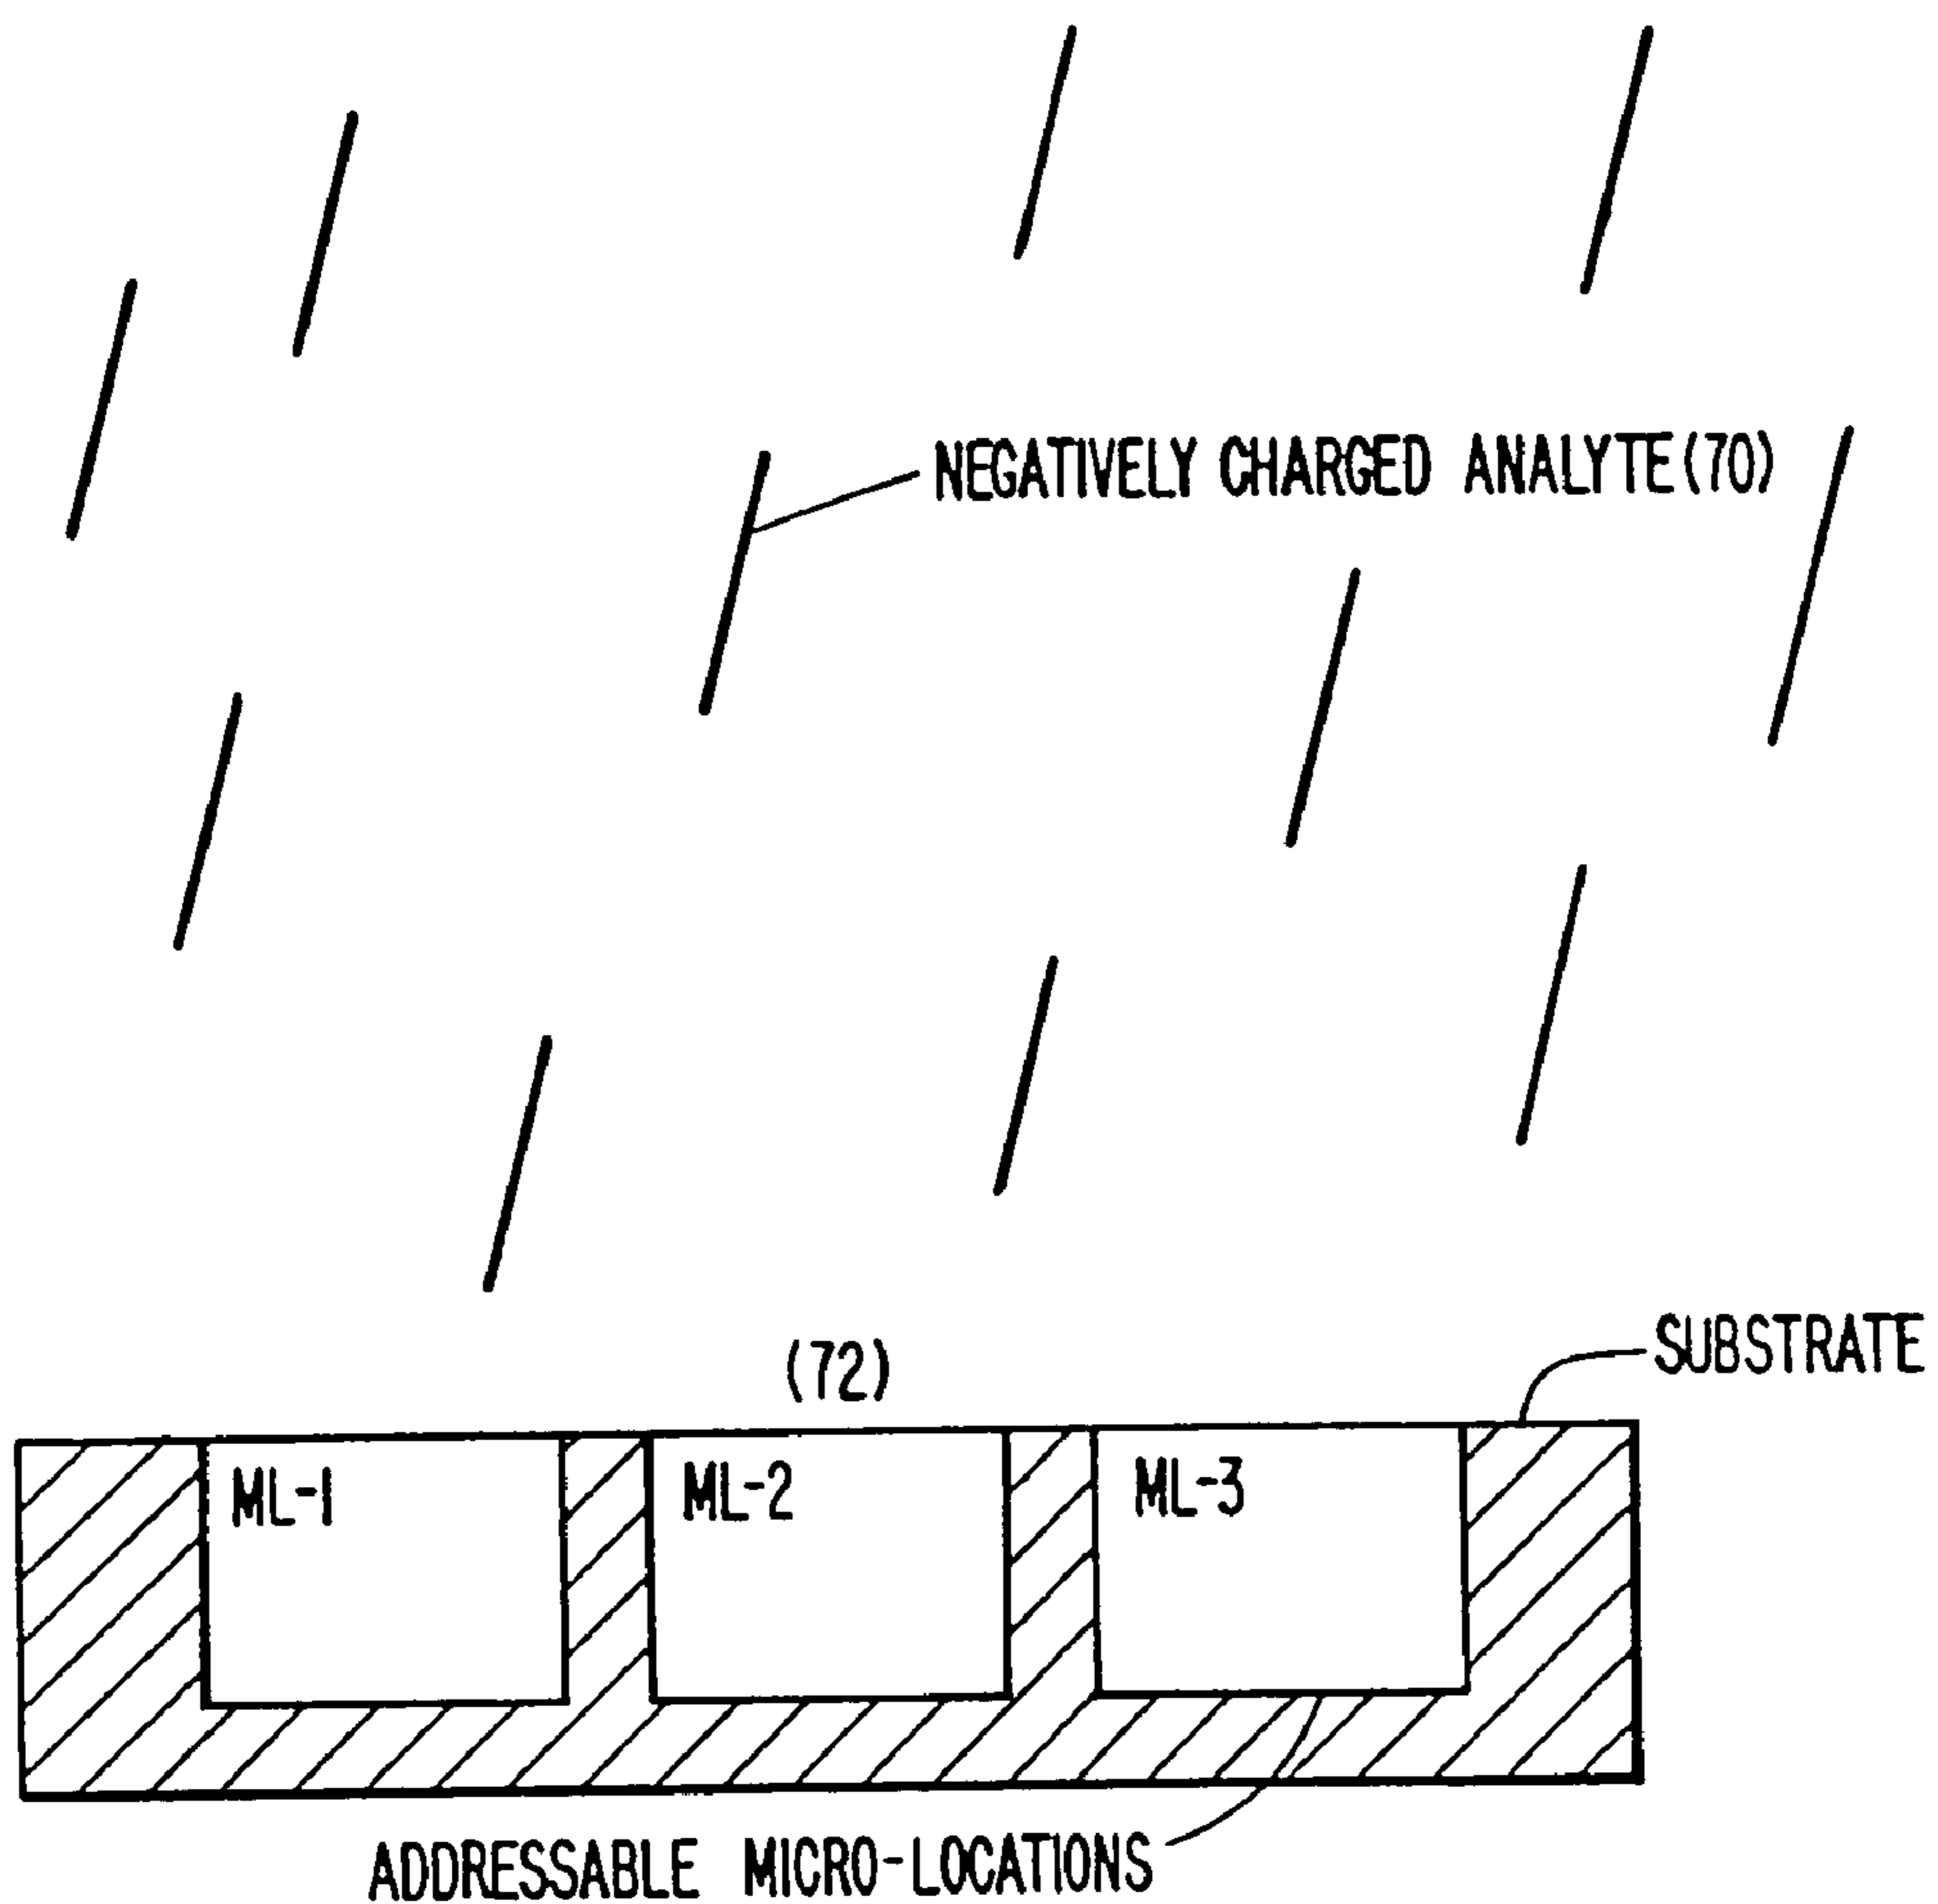 NEGATIVELY CHARGED ANALYTE(70)
SUBSTRATE
(72)
ML-1
ML-2
ML-3
ADDRESSABLE MICRO-LOCATIONS